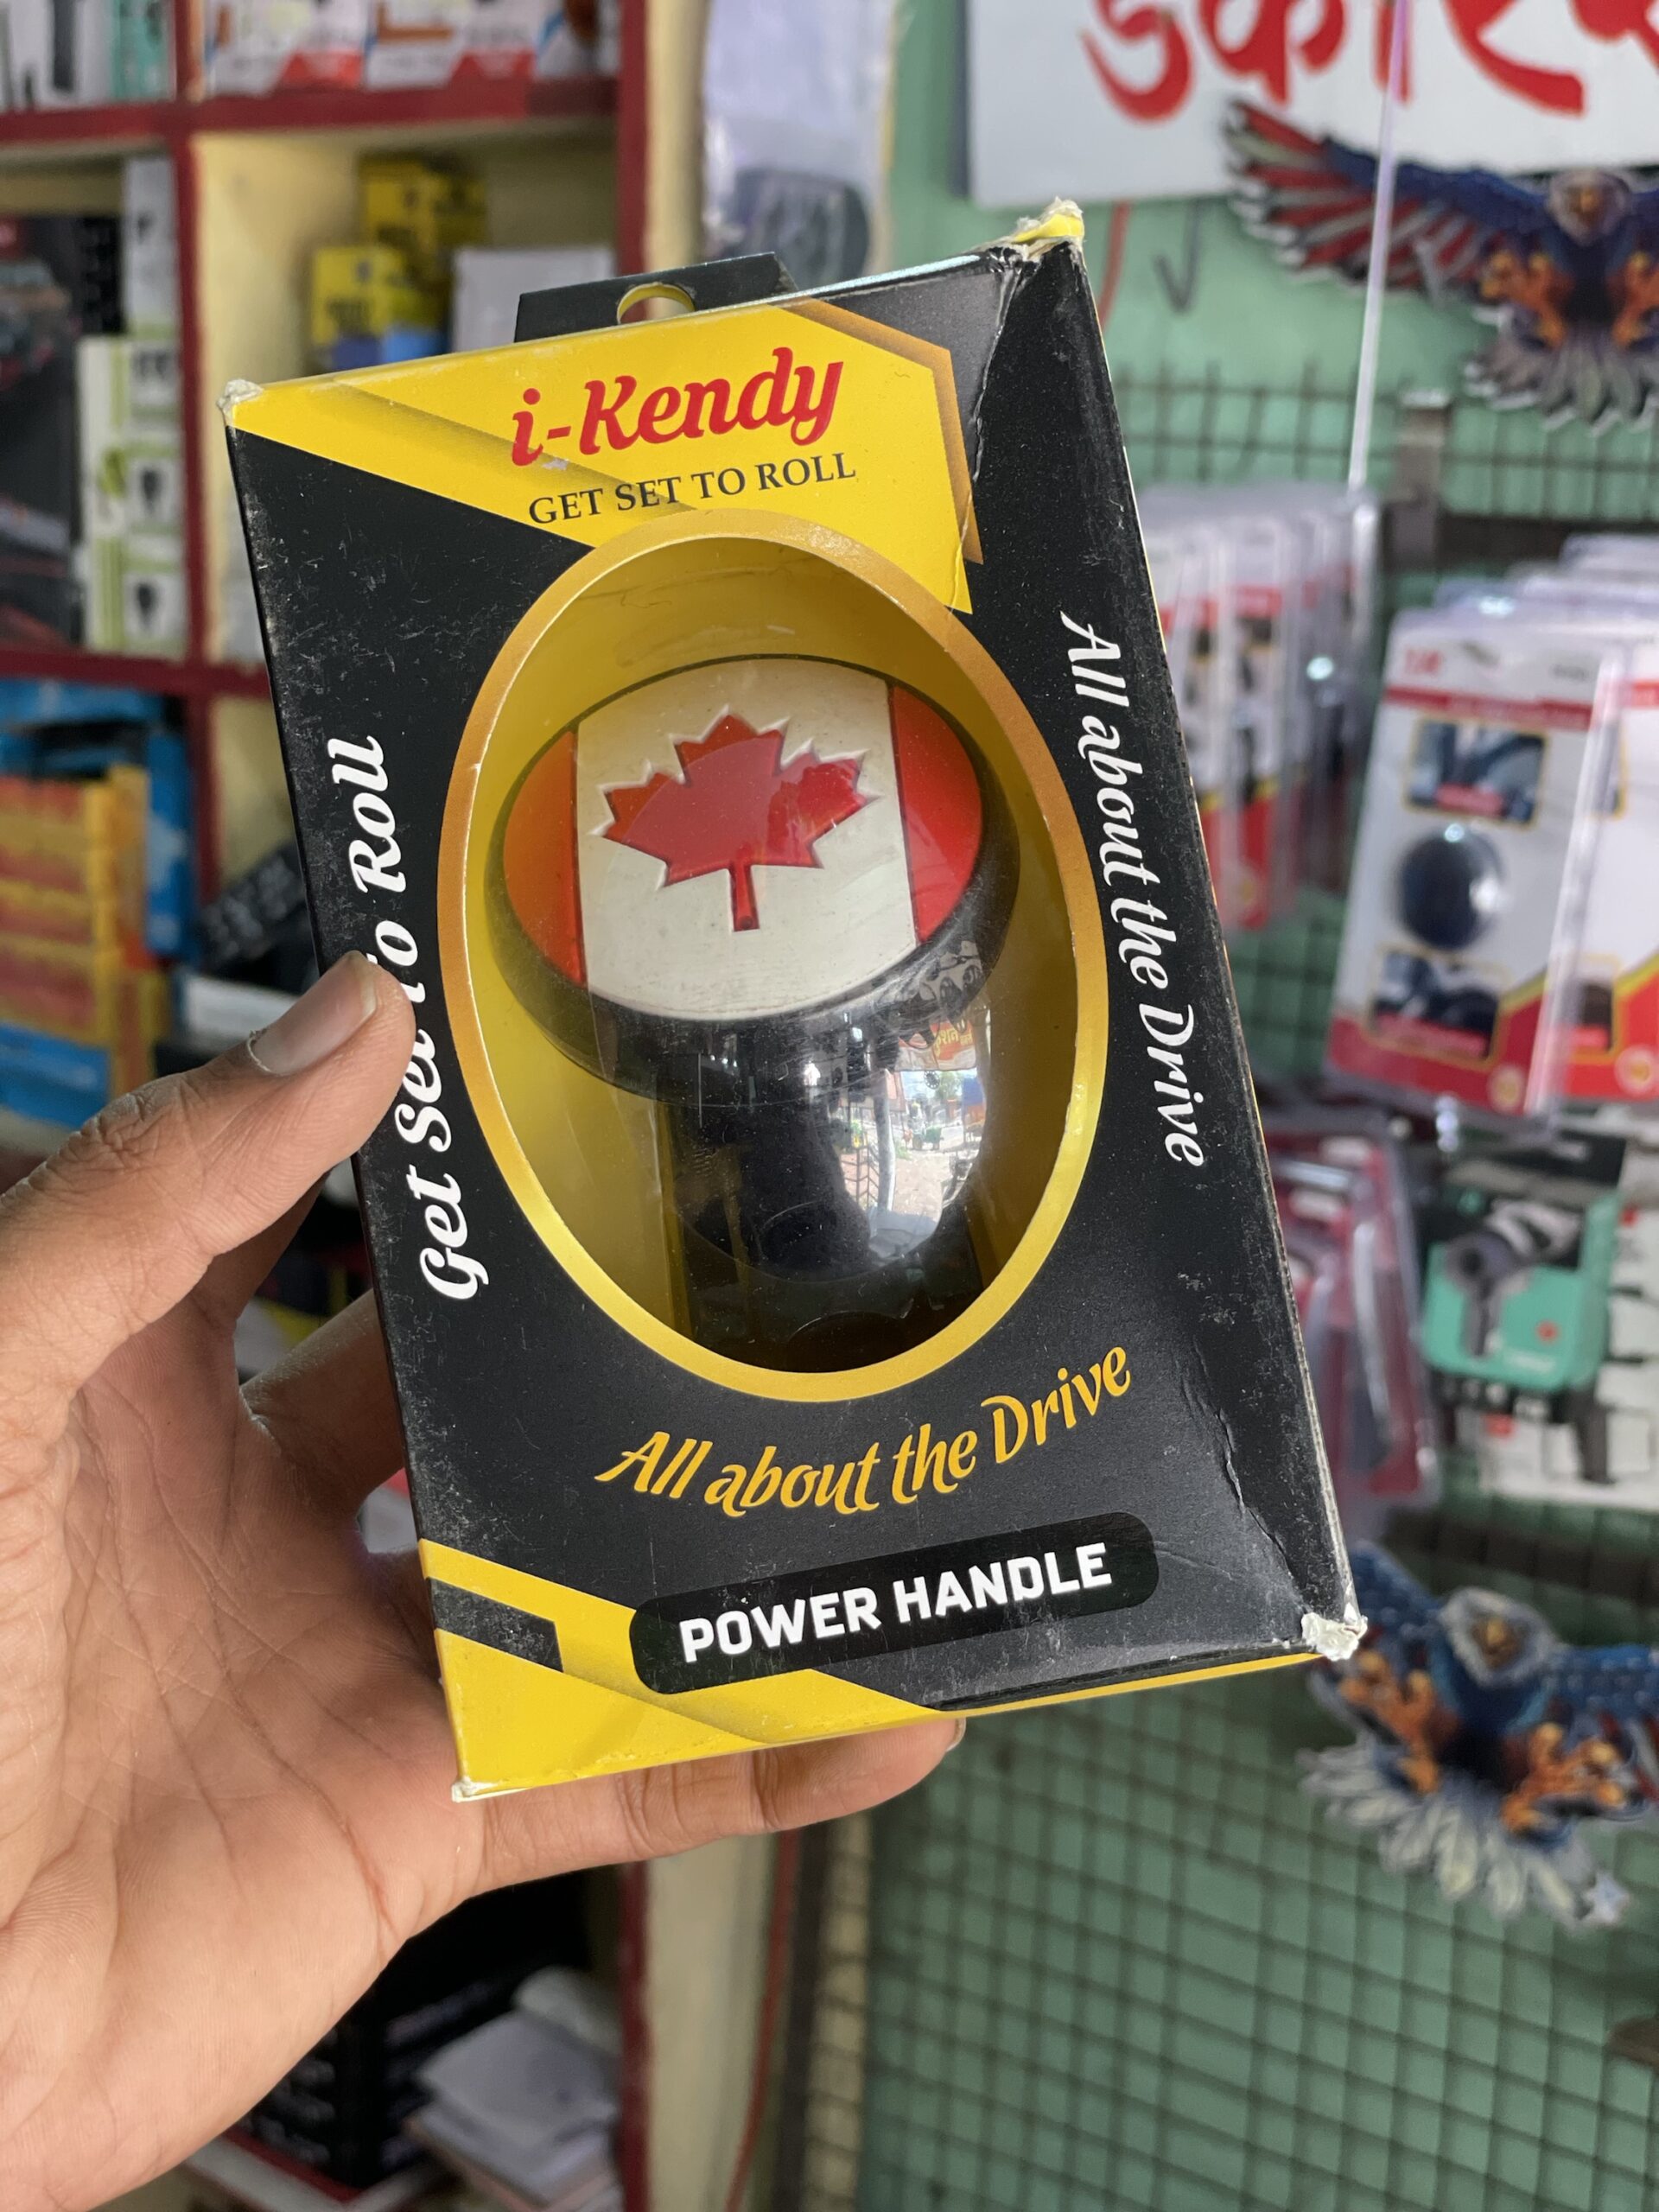 i-Kendy
GET SET TO ROLL
Get Set To Roll
All about the Drive
All about the Drive
POWER HANDLE